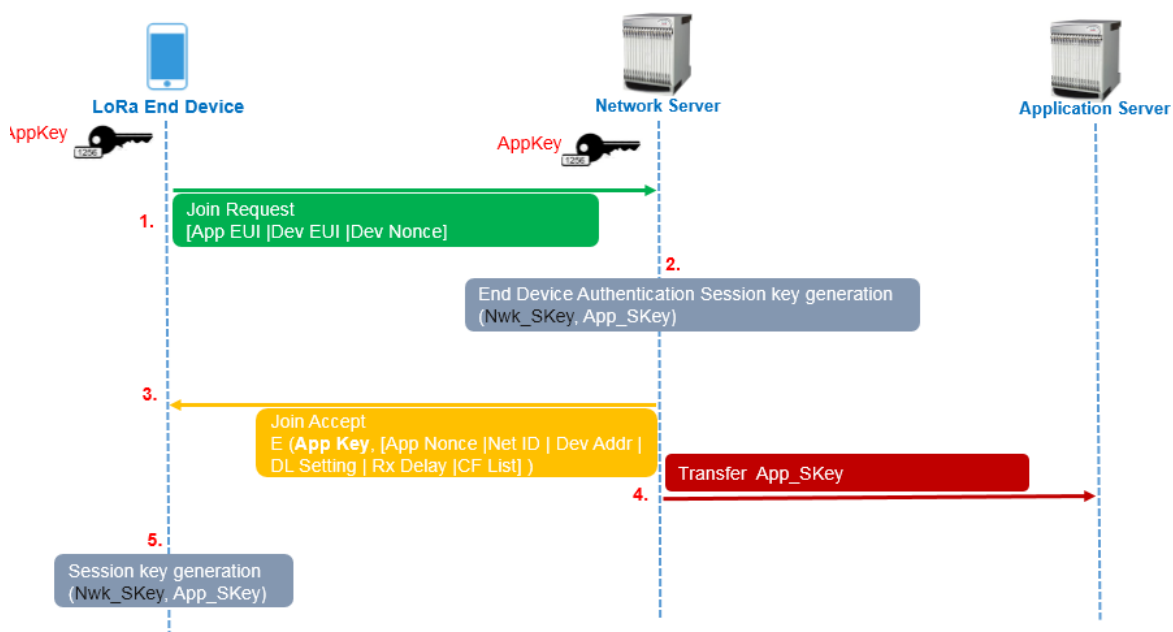 LoRa End Device
Network Server
Application Server
AppKey
1256
AppKey
1256
1.
Join Request
[App EUI |Dev EUI |Dev Nonce]
2.
End Device Authentication Session key generation
(Nwk_SKey, App_SKey)
3.
Join Accept
E (App Key, [App Nonce |Net ID | Dev Addr |
DL Setting | Rx Delay |CF List] )
Transfer App_SKey
4.
5.
Session key generation
(Nwk_SKey, App_SKey)